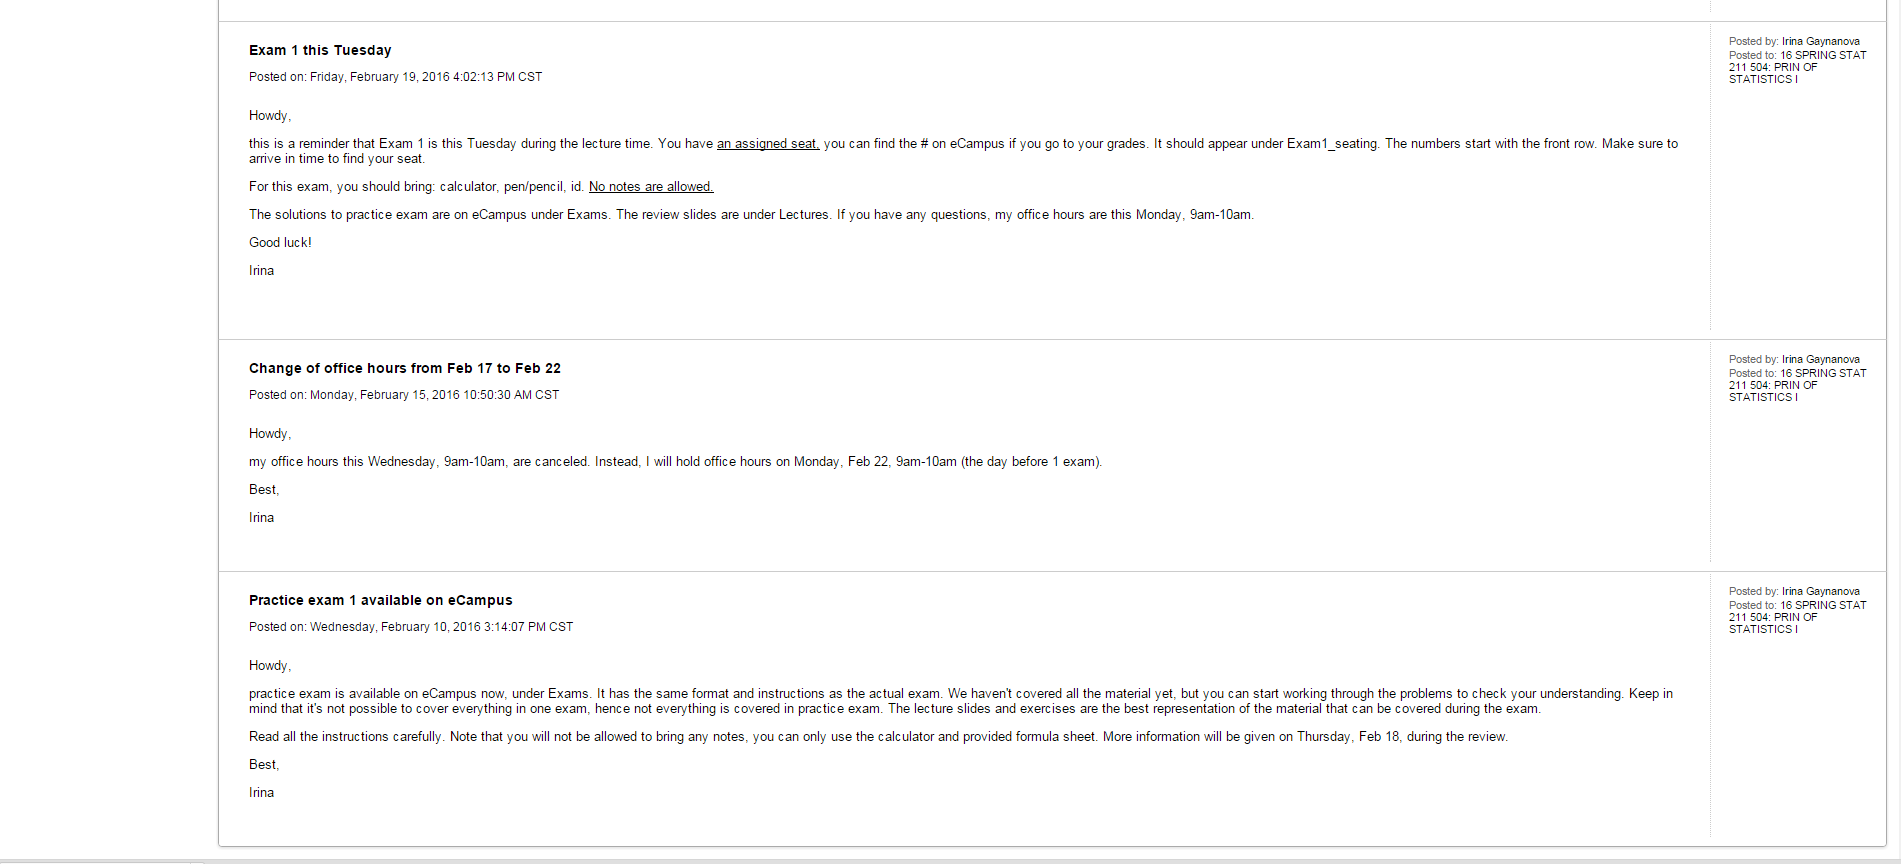 Exam 1 this Tuesday
Posted on: Friday, February 19, 2016 4:02:13 PM CST
Howdy,
this is a reminder that Exam 1 is this Tuesday during the lecture time. You have an assigned seat, you can find the # on eCampus if you go to your grades. It should appear under Exam1_seating. The numbers start with the front row. Make sure to
arrive in time to find your seat.
For this exam, you should bring: calculator, pen/pencil, id. No notes are allowed.
The solutions to practice exam are on eCampus under Exams. The review slides are under Lectures. If you have any questions, my office hours are this Monday, 9am-10am.
Good luck!
Irina
Posted by: Irina Gaynanova
Posted to: 16 SPRING STAT
211 504: PRIN OF
STATISTICS I
Change of office hours from Feb 17 to Feb 22
Posted on: Monday, February 15, 2016 10:50:30 AM CST
Howdy,
my office hours this Wednesday, 9am-10am, are canceled. Instead, I will hold office hours on Monday, Feb 22, 9am-10am (the day before 1 exam).
Best,
Irina
Posted by: Irina Gaynanova
Posted to: 16 SPRING STAT
211 504: PRIN OF
STATISTICS I
Practice exam 1 available on eCampus
Posted on: Wednesday, February 10, 2016 3:14:07 PM CST
Howdy,
practice exam is available on eCampus now, under Exams. It has the same format and instructions as the actual exam. We haven't covered all the material yet, but you can start working through the problems to check your understanding. Keep in
mind that it's not possible to cover everything in one exam, hence not everything is covered in practice exam. The lecture slides and exercises are the best representation of the material that can be covered during the exam.
Read all the instructions carefully. Note that you will not be allowed to bring any notes, you can only use the calculator and provided formula sheet. More information will be given on Thursday, Feb 18, during the review.
Best,
Irina
Posted by: Irina Gaynanova
Posted to: 16 SPRING STAT
211 504: PRIN OF
STATISTICS I